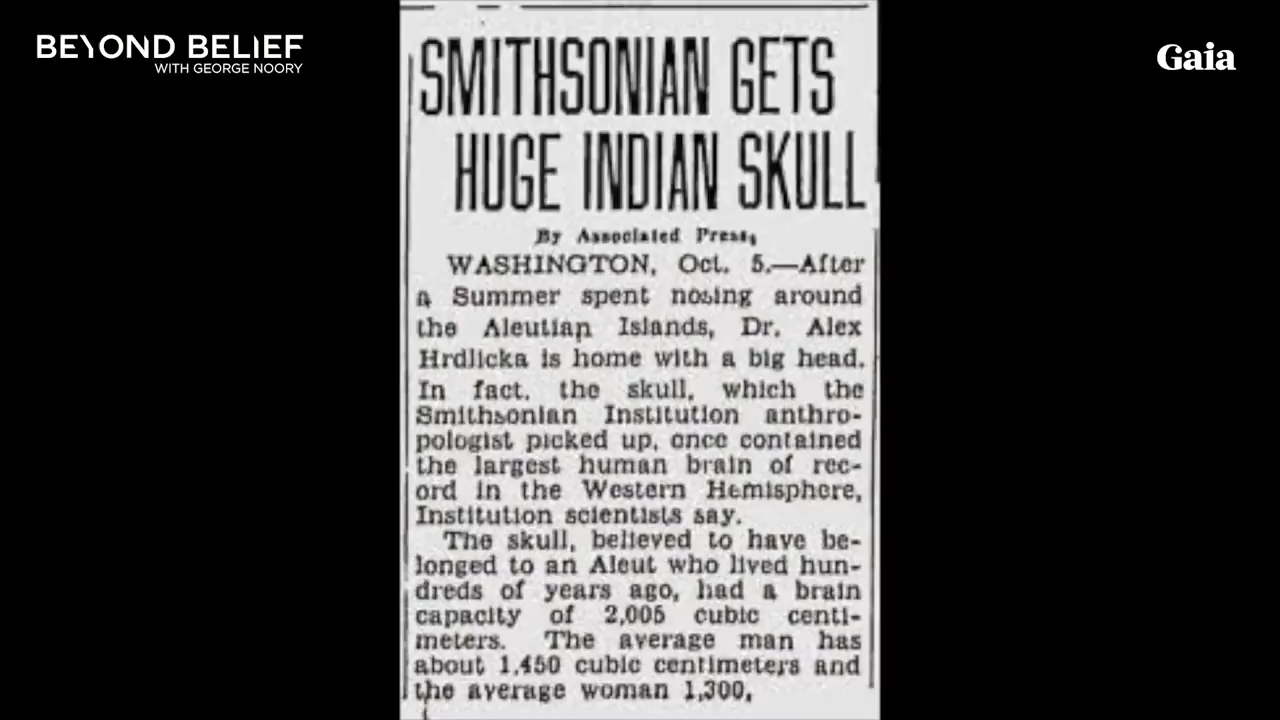 BEYOND BELIEF
WITH GEORGE NOORY
Gaia
SMITHSONIAN GETS
HUGE INDIAN SKULL
By Associated Press,
WASHINGTON, Oct. 5.—After
a Summer spent nosing around
the Aleutian Islands, Dr. Alex
Hrdlicka is home with a big head.
In fact, the skull, which the
Smithsonian Institution anthro-
pologist picked up, once contained
the largest human brain of rec-
ord in the Western Hemisphere,
Institution scientists say.
The skull, believed to have be-
longed to an Aleut who lived hun-
dreds of years ago, had a brain
capacity of 2,005 cubic centi-
meters. The average man has
about 1,450 cubic centimeters and
the average woman 1,300,